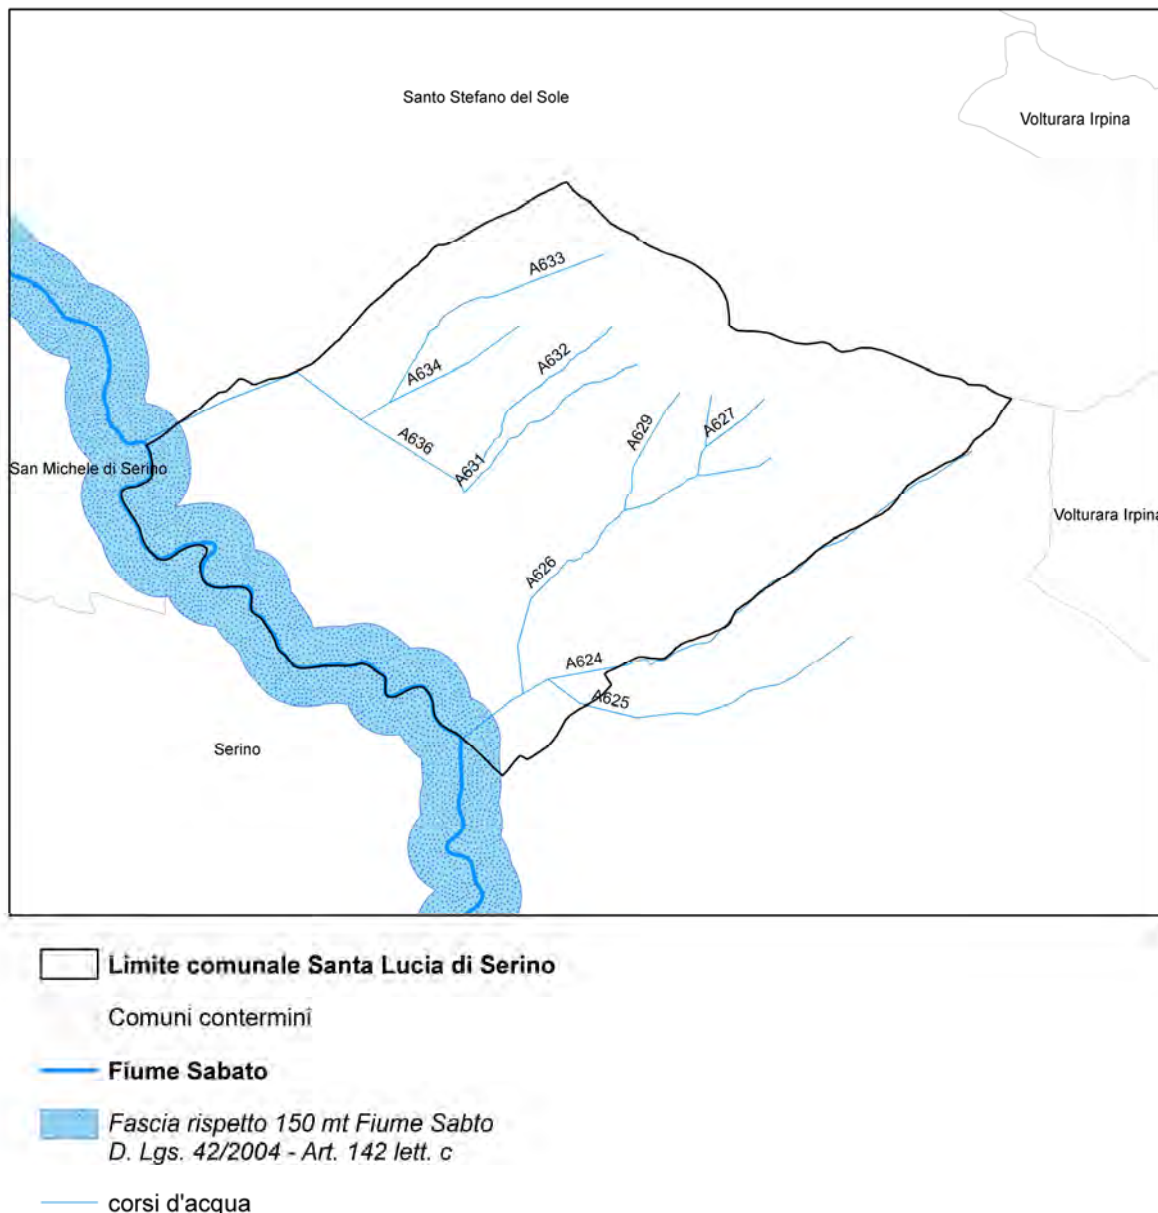 Santo Stefano del Sole
Volturara Irpina
A633
A632
A634
A629
A627
A636
A631
San Michele di Serino
Volturara Irpina
A626
A624
A625
Serino
Limite comunale Santa Lucia di Serino
Comuni contermini
Fiume Sabato
Fascia rispetto 150 mt Fiume Sabto
D. Lgs. 42/2004 - Art. 142 lett. c
corsi d'acqua